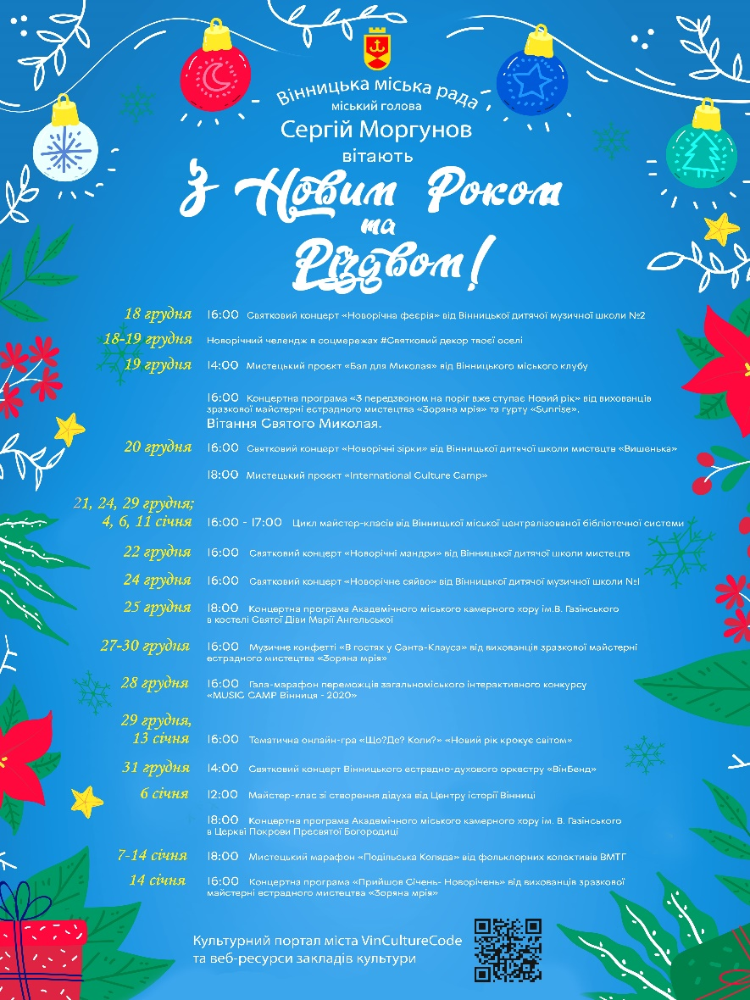 Вінницька міська рада
міський голова
Сергій Моргунов
вітають
З Новим Роком
та
Різдвом!
18 грудня 16:00 Святковий концерт «Новорічна феєрія» від Вінницької дитячої музичної школи №2
18-19 грудня Новорічний челендж в соцмережах #Святковий декор твоєї оселі
19 грудня 14:00 Мистецький проєкт «Бал для Миколая» від Вінницького міського клубу
16:00 Концертна програма «З передзвоном на поріг вже ступає Новий рік» від вихованців
зразкової майстерні естрадного мистецтва «Зоряна мрія» та гурту «Sunrise».
Вітання Святого Миколая.
20 грудня 16:00 Святковий концерт «Новорічні зірки» від Вінницької дитячої школи мистецтв «Вишенька»
18:00 Мистецький проєкт «International Culture Camp»
21, 24, 29 грудня;
4, 6, 11 січня 16:00 - 17:00 Цикл майстер-класів від Вінницької міської централізованої бібліотечної системи
22 грудня 16:00 Святковий концерт «Новорічні мандри» від Вінницької дитячої школи мистецтв
24 грудня 16:00 Святковий концерт «Новорічне сяйво» від Вінницької дитячої музичної школи №1
25 грудня 18:00 Концертна програма Академічного міського камерного хору ім.В. Газінського
в костелі Святої Діви Марії Ангельської
27-30 грудня 16:00 Музичне конфетті «В гостях у Санта-Клауса» від вихованців зразкової майстерні
естрадного мистецтва «Зоряна мрія»
28 грудня 16:00 Гала-марафон переможців загальноміського інтерактивного конкурсу
«MUSIC CAMP Вінниця - 2020»
29 грудня,
13 січня 16:00 Тематична онлайн-гра «Що?Де? Коли?» «Новий рік крокує світом»
31 грудня 14:00 Святковий концерт Вінницького естрадно-духового оркестру «ВінБенд»
6 січня 12:00 Майстер-клас зі створення дідуха від Центру історії Вінниці
18:00 Концертна програма Академічного міського камерного хору ім. В. Газінського
в Церкві Покрови Пресвятої Богородиці
7-14 січня 18:00 Мистецький марафон «Подільська Коляда» від фольклорних колективів ВМТГ
14 січня 16:00 Концертна програма «Прийшов Січень- Новорічень» від вихованців зразкової
майстерні естрадного мистецтва «Зоряна мрія»
Культурний портал міста VinCultureCode
та веб-ресурси закладів культури